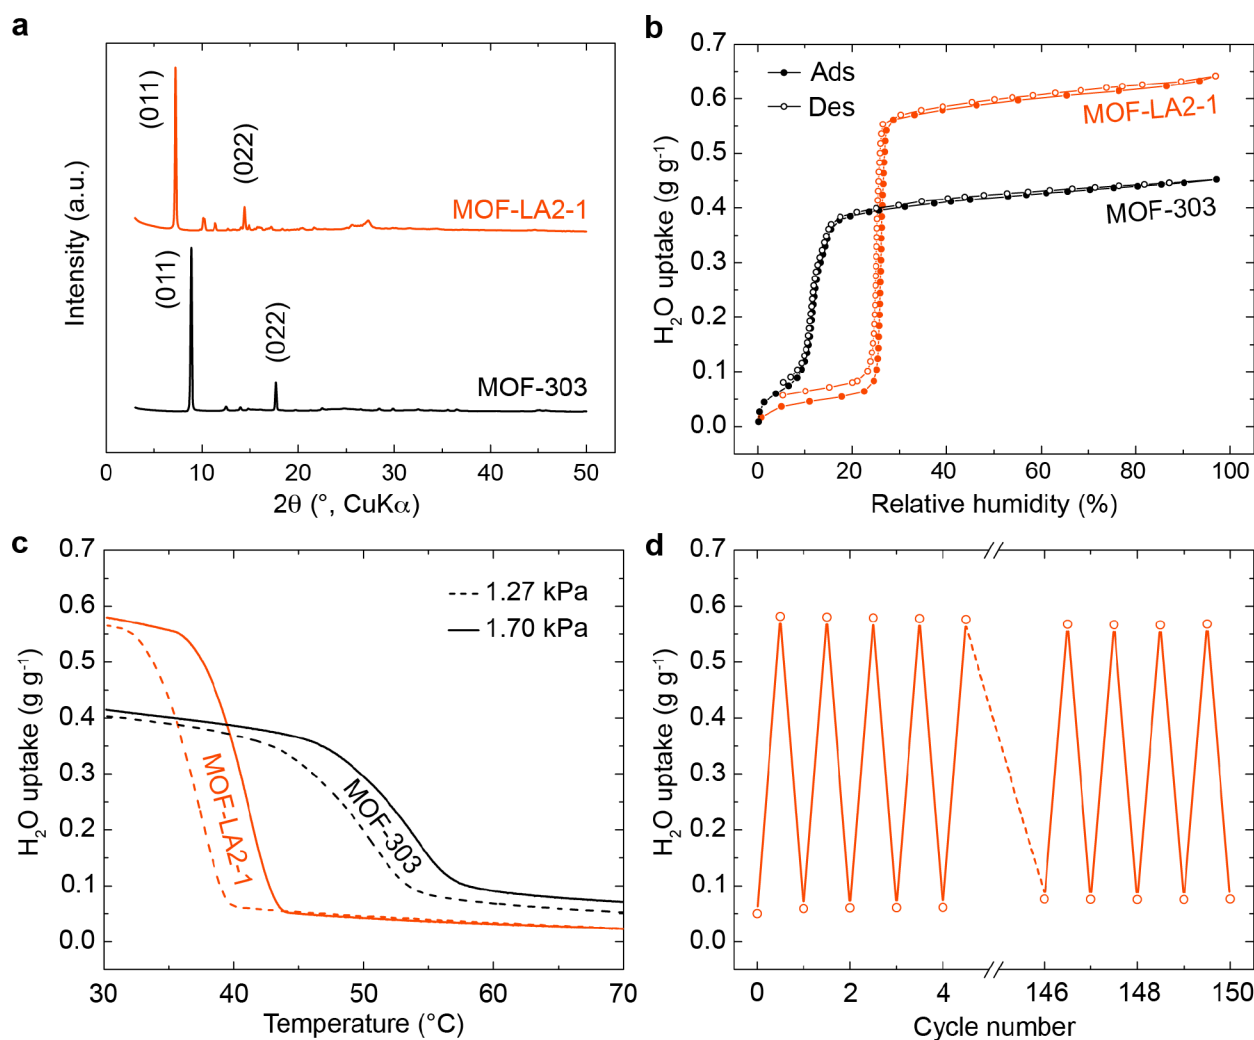 a
Intensity (a.u.)
(011)
(022)
MOF-LA2-1
(011)
(022)
MOF-303
0 10 20 30 40 50
2θ (°, CuKα)
b
0.7
0.6
0.5
0.4
0.3
0.2
0.1
0.0
H₂O uptake (g g⁻¹)
Ads
Des
MOF-LA2-1
MOF-303
0 20 40 60 80 100
Relative humidity (%)
c
0.7
0.6
0.5
0.4
0.3
0.2
0.1
0.0
H₂O uptake (g g⁻¹)
1.27 kPa
1.70 kPa
MOF-LA2-1
MOF-303
30 40 50 60 70
Temperature (°C)
d
0.7
0.6
0.5
0.4
0.3
0.2
0.1
0.0
H₂O uptake (g g⁻¹)
0 2 4 146 148 150
Cycle number